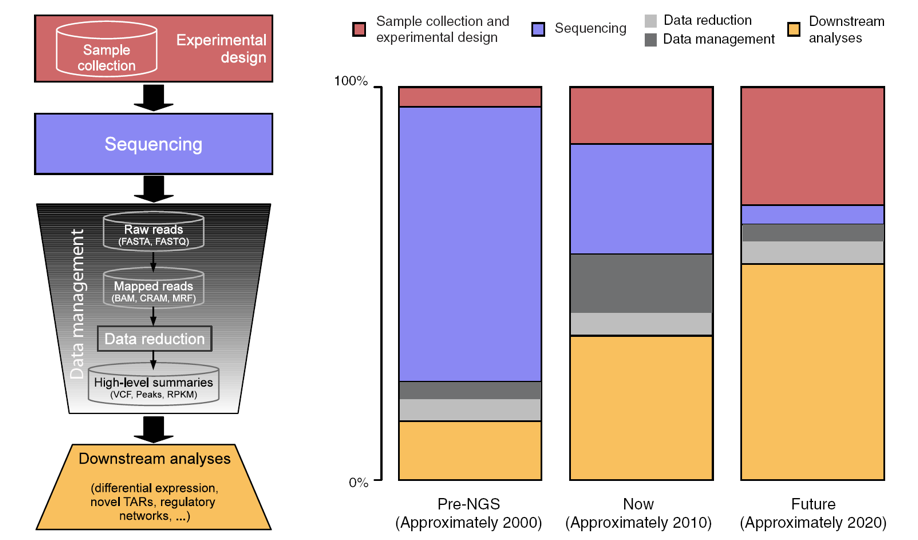 Experimental
design
Sample
collection
Sequencing
Data management
Raw reads
(FASTA, FASTQ)
Mapped reads
(BAM, CRAM, MRF)
Data reduction
High-level summaries
(VCF, Peaks, RPKM)
Downstream analyses
(differential expression,
novel TARs, regulatory
networks, ...)
Sample collection and
experimental design
Sequencing
Data reduction
Data management
Downstream
analyses
100%
0%
Pre-NGS
(Approximately 2000)
Now
(Approximately 2010)
Future
(Approximately 2020)